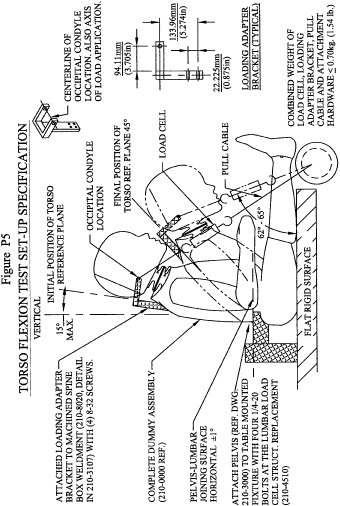 Figure P5
TORSO FLEXION TEST SET-UP SPECIFICATION
VERTICAL
15°
MAX.
INITIAL POSITION OF TORSO
REFERENCE PLANE
OCCIPITAL CONDYLE
LOCATION
CENTERLINE OF
OCCIPITAL CONDYLE
LOCATION. ALSO AXIS
OF LOAD APPLICATION.
94.11mm
(3.705in)
133.96mm
(5.274in)
22.225mm
(0.875in)
LOADING ADAPTER
BRACKET (TYPICAL)
FINAL POSITION OF
TORSO REF. PLANE 45°
LOAD CELL
PULL CABLE
COMBINED WEIGHT OF
LOAD CELL, LOADING
ADAPTER BRACKET, PULL
CABLE AND ATTACHMENT
HARDWARE < 0.70kg. (1.54 lb.)
62° - 65°
FLAT RIGID SURFACE
ATTACHED LOADING ADAPTER
BRACKET TO MACHINED SPINE
BOX WELDMENT (210-8020, DETAIL
IN 210-3107) WITH (4) 8-32 SCREWS.
COMPLETE DUMMY ASSEMBLY
(210-0000 REF.)
PELVIS-LUMBAR
JOINING SURFACE
HORIZONTAL ±1°
ATTACH PELVIS (REF. DWG
210-3000) TO TABLE MOUNTED
FIXTURE WITH FOUR 1/4-20
BOLTS AT THE LUMBAR LOAD
CELL STRUCT. REPLACEMENT
(210-4510)